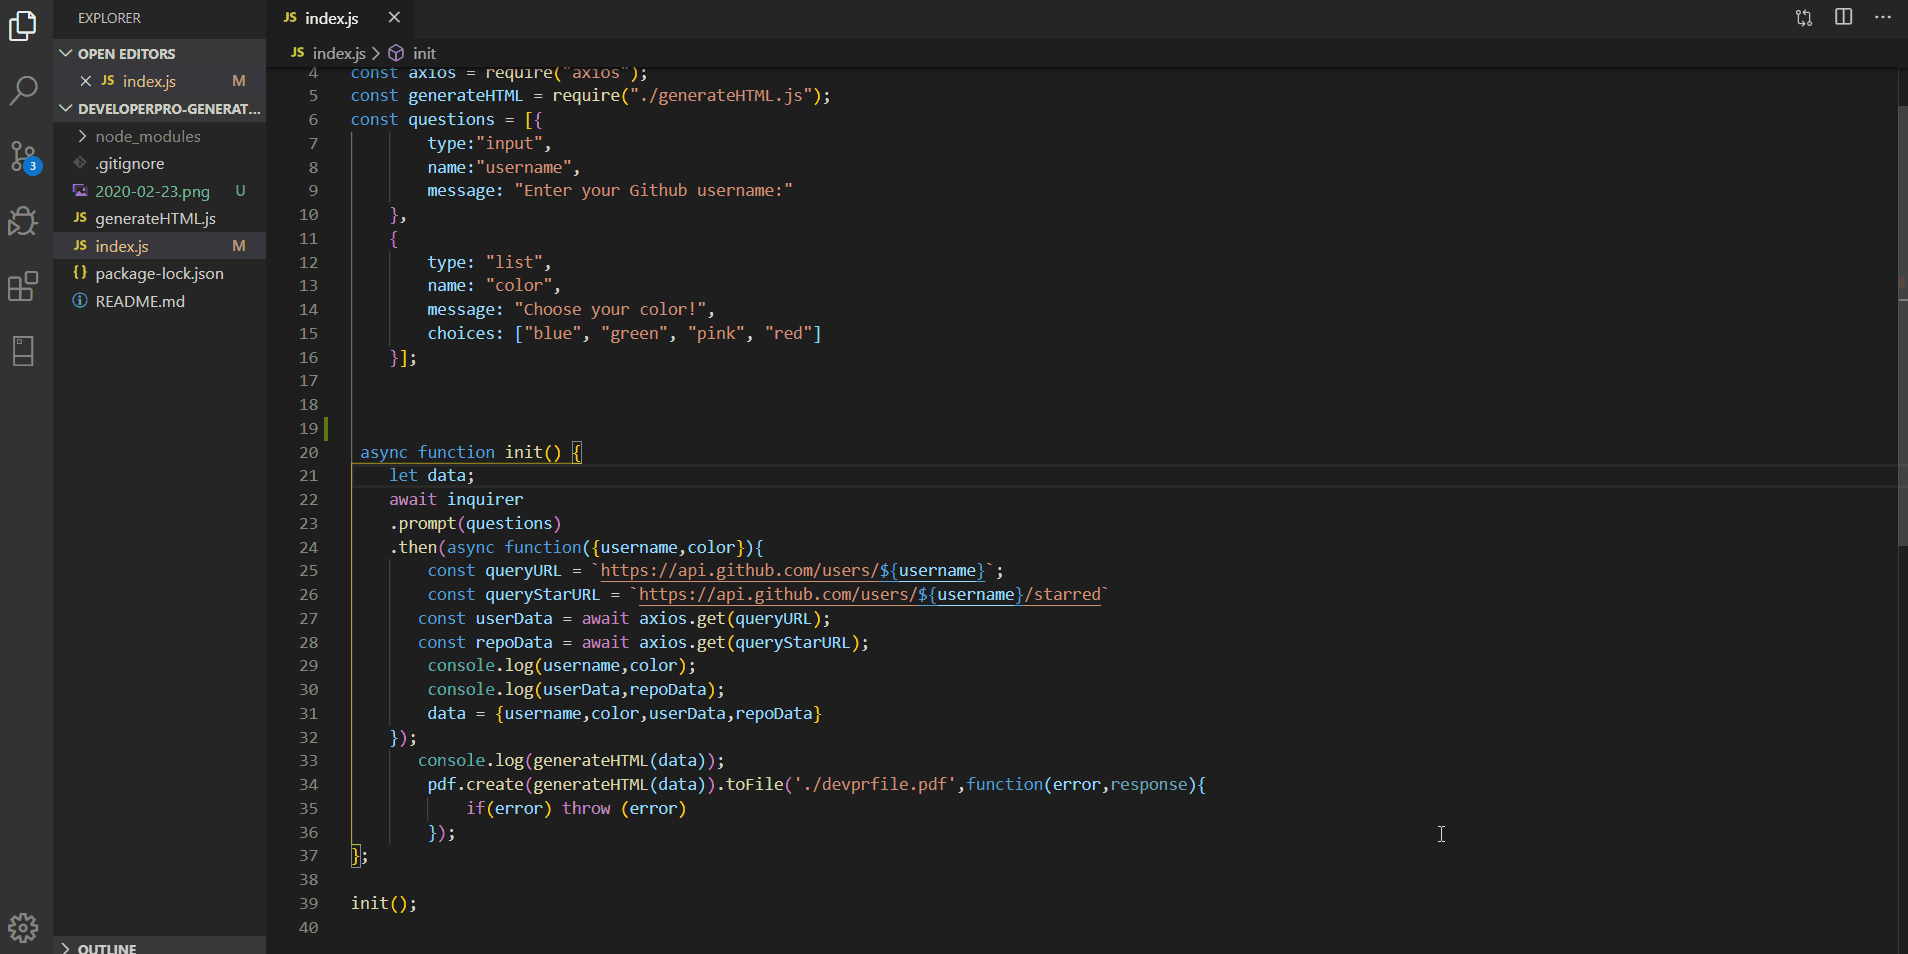 EXPLORER
OPEN EDITORS
JS index.js M
DEVELOPERPRO-GENERAT...
node_modules
.gitignore
2020-02-23.png U
JS generateHTML.js
JS index.js M
{} package-lock.json
README.md
OUTLINE
3
JS index.js
JS index.js > init
4 const axios = require("axios");
5 const generateHTML = require("./generateHTML.js");
6 const questions = [{
7 type:"input",
8 name:"username",
9 message: "Enter your Github username:"
10 },
11 {
12 type: "list",
13 name: "color",
14 message: "Choose your color!",
15 choices: ["blue", "green", "pink", "red"]
16 }];
17
18
19
20 async function init() {
21 let data;
22 await inquirer
23 .prompt(questions)
24 .then(async function({username,color}){
25 const queryURL = `https://api.github.com/users/${username}`;
26 const queryStarURL = `https://api.github.com/users/${username}/starred`
27 const userData = await axios.get(queryURL);
28 const repoData = await axios.get(queryStarURL);
29 console.log(username,color);
30 console.log(userData,repoData);
31 data = {username,color,userData,repoData}
32 });
33 console.log(generateHTML(data));
34 pdf.create(generateHTML(data)).toFile('./devprfile.pdf',function(error,response){
35 if(error) throw (error)
36 });
37 };
38
39 init();
40